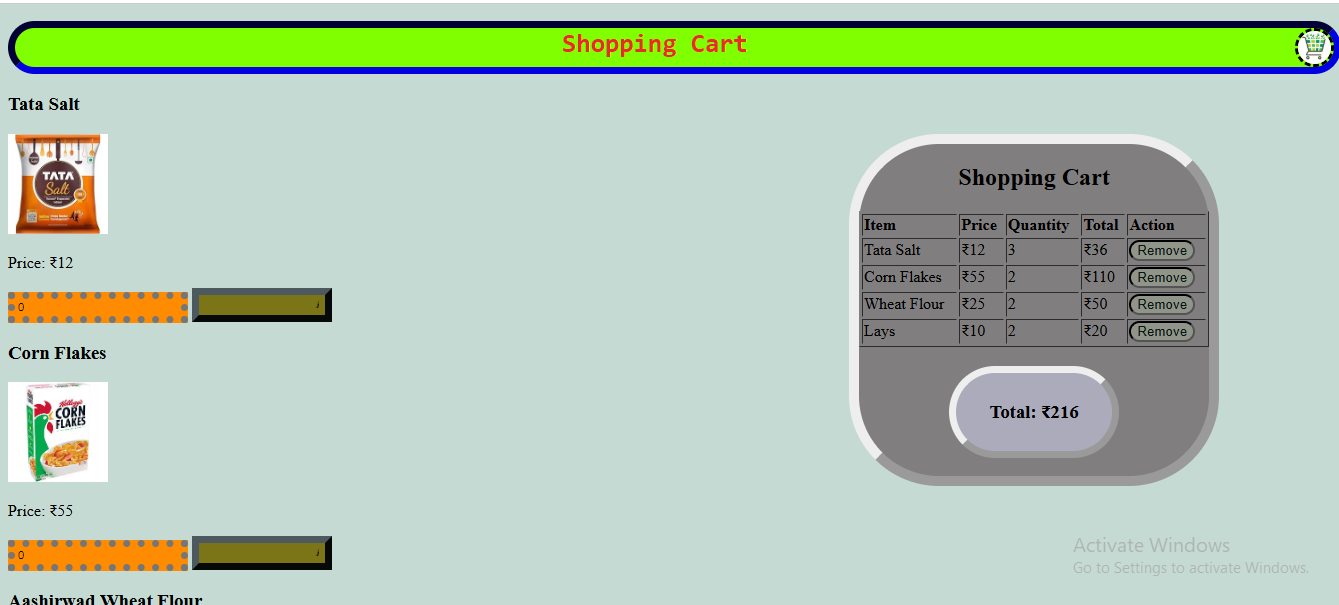 Shopping Cart
Tata Salt
TATA
Salt
Price: ₹12
0
Corn Flakes
Kellogg's
CORN
FLAKES
Price: ₹55
0
Aashirwad Wheat Flour
Shopping Cart
Item Price Quantity Total Action
Tata Salt ₹12 3 ₹36 Remove
Corn Flakes ₹55 2 ₹110 Remove
Wheat Flour ₹25 2 ₹50 Remove
Lays ₹10 2 ₹20 Remove
Total: ₹216
Activate Windows
Go to Settings to activate Windows.